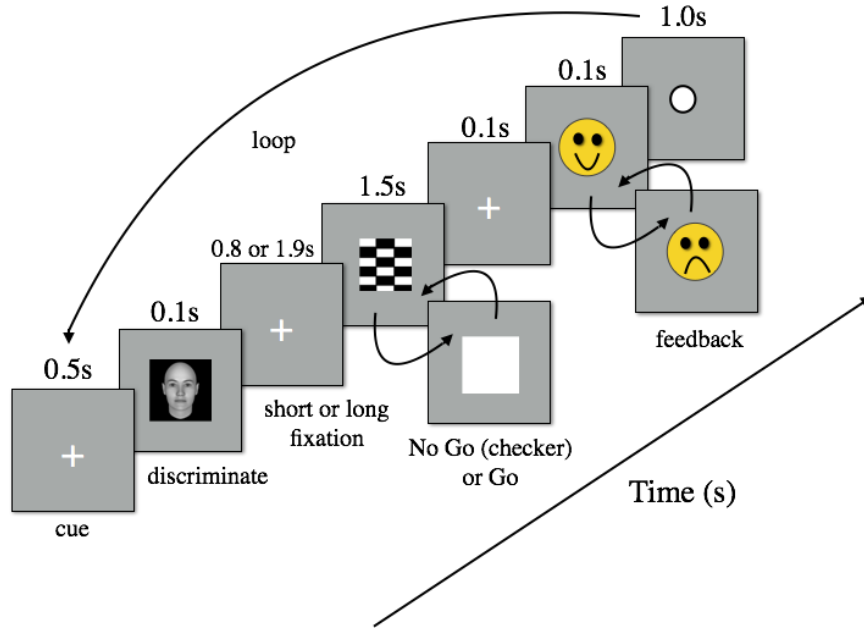 1.0s
0.1s
0.1s
loop
1.5s
0.8 or 1.9s
0.1s
feedback
0.5s
short or long
fixation
No Go (checker)
or Go
discriminate
Time (s)
cue